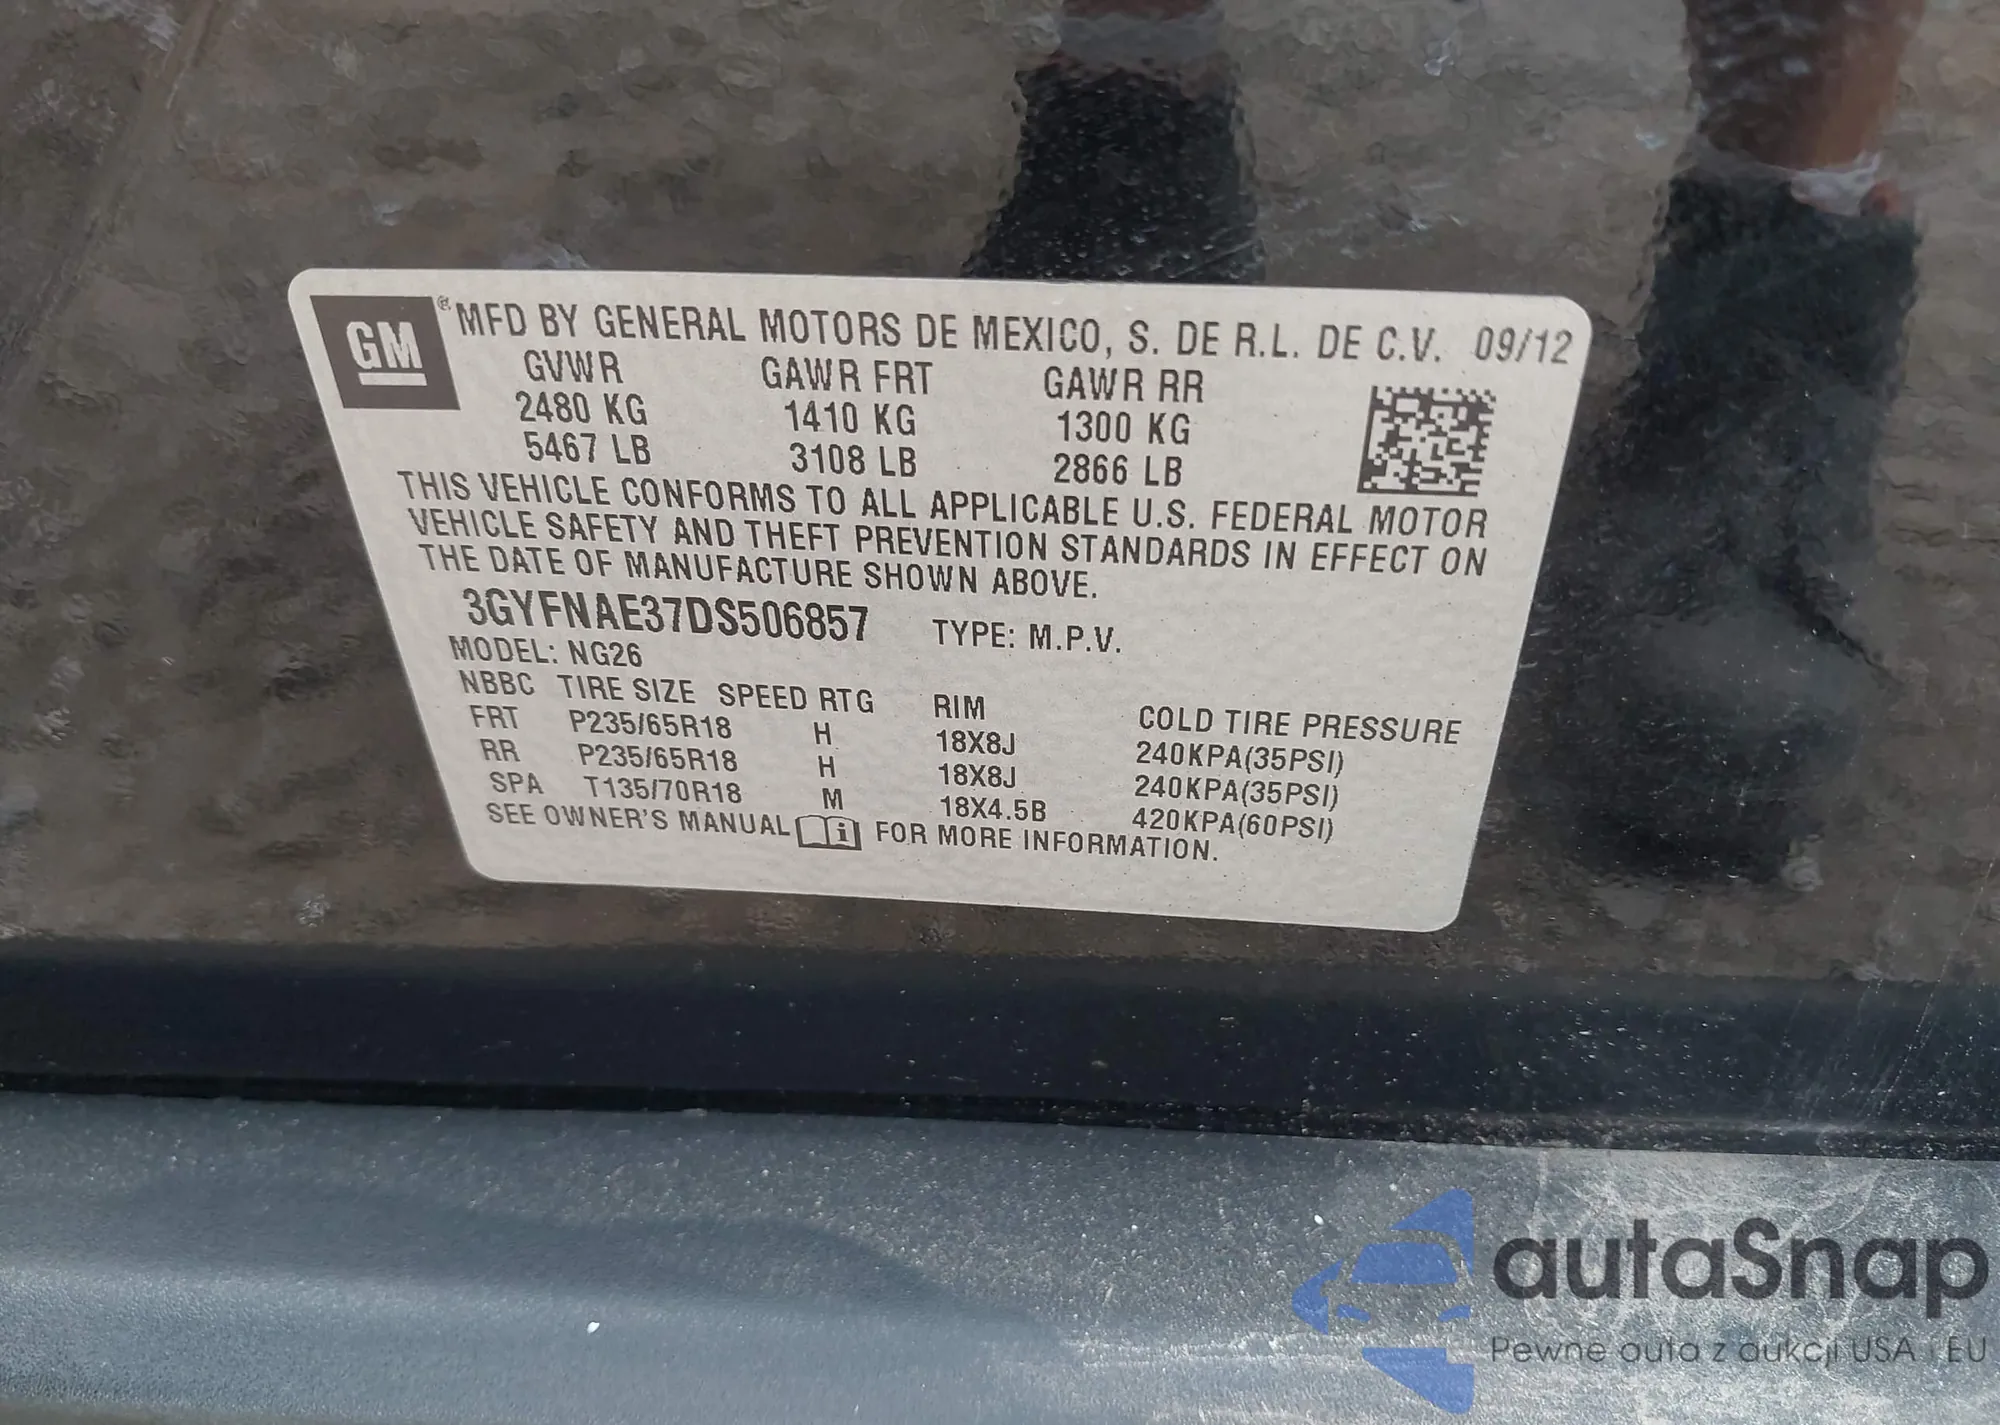 GM ® MFD BY GENERAL MOTORS DE MEXICO, S. DE R.L. DE C.V. 09/12
GVWR GAWR FRT GAWR RR
2480 KG 1410 KG 1300 KG
5467 LB 3108 LB 2866 LB
THIS VEHICLE CONFORMS TO ALL APPLICABLE U.S. FEDERAL MOTOR
VEHICLE SAFETY AND THEFT PREVENTION STANDARDS IN EFFECT ON
THE DATE OF MANUFACTURE SHOWN ABOVE.
3GYFNAE37DS506857 TYPE: M.P.V.
MODEL: NG26
NBBC TIRE SIZE SPEED RTG RIM COLD TIRE PRESSURE
FRT P235/65R18 H 18X8J 240KPA(35PSI)
RR P235/65R18 H 18X8J 240KPA(35PSI)
SPA T135/70R18 M 18X4.5B 420KPA(60PSI)
SEE OWNER'S MANUAL i FOR MORE INFORMATION.
autaSnap
Pewne auta z aukcji USA i EU